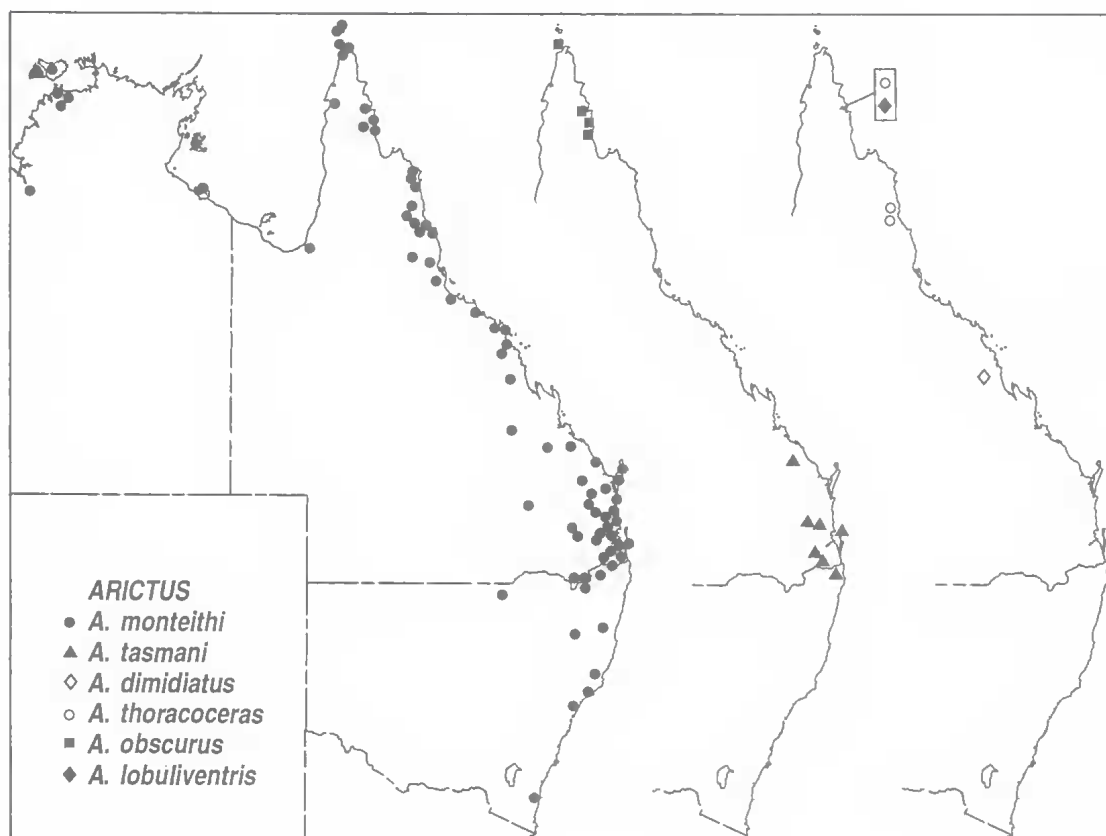 ARICTUS
A. monteithi
A. tasmani
A. dimidiatus
A. thoracoceras
A. obscurus
A. lobuliventris